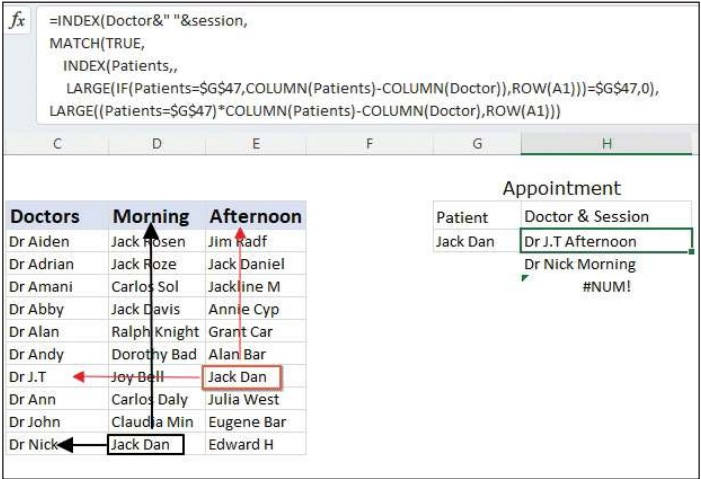 fx
=INDEX(Doctor&" "&session,
MATCH(TRUE,
INDEX(Patients,,
LARGE(IF(Patients=$G$47,COLUMN(Patients)-COLUMN(Doctor)),ROW(A1)))=$G$47,0),
LARGE((Patients=$G$47)*COLUMN(Patients)-COLUMN(Doctor),ROW(A1)))
C D E F G H
Appointment
Doctors Morning Afternoon Patient Doctor & Session
Dr Aiden Jack Rosen Jim Radf Jack Dan Dr J.T Afternoon
Dr Adrian Jack Roze Jack Daniel Dr Nick Morning
Dr Amani Carlos Sol Jackline M #NUM!
Dr Abby Jack Davis Annie Cyp
Dr Alan Ralph Knight Grant Car
Dr Andy Dorothy Bad Alan Bar
Dr J.T Joy Bell Jack Dan
Dr Ann Carlos Daly Julia West
Dr John Claudia Min Eugene Bar
Dr Nick Jack Dan Edward H